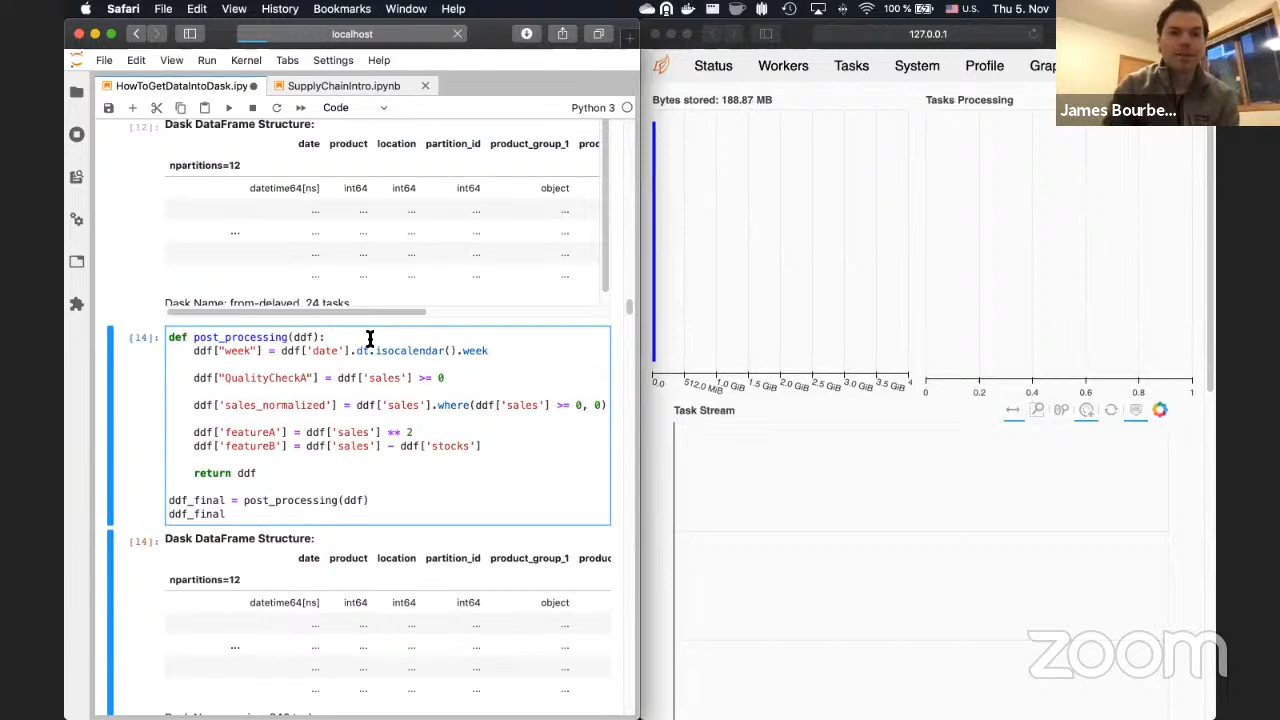 Safari File Edit View History Bookmarks Window Help 100 % U.S. Thu 5. Nov
localhost
127.0.0.1
File Edit View Run Kernel Tabs Settings Help
Status Workers Tasks System Profile
HowToGetDataIntoDask.ipy SupplyChainIntro.ipynb
Code Python 3
Bytes stored: 188.87 MB Tasks Processing
James Bourbe...
[12]: Dask DataFrame Structure:
date product location partition_id product_group_1
npartitions=12
datetime64[ns] int64 int64 int64 object
... ... ... ... ...
...
... ... ... ... ...
... ... ... ... ...
Dask Name: from-delayed, 24 tasks
[14]: def post_processing(ddf):
ddf["week"] = ddf['date'].dt.isocalendar().week
ddf["QualityCheckA"] = ddf['sales'] >= 0
ddf['sales_normalized'] = ddf['sales'].where(ddf['sales'] >= 0, 0)
ddf['featureA'] = ddf['sales'] ** 2
ddf['featureB'] = ddf['sales'] - ddf['stocks']
return ddf
ddf_final = post_processing(ddf)
ddf_final
0.0 512.0 MiB 1.0 GiB 1.5 GiB 2.0 GiB 2.5 GiB 3.0 GiB 3.5 GiB 4
0 0.2 0.4 0.6 0.8 1
Task Stream
[14]: Dask DataFrame Structure:
date product location partition_id product_group_1
npartitions=12
datetime64[ns] int64 int64 int64 object
... ... ... ... ...
...
... ... ... ... ...
... ... ... ... ...
zoom